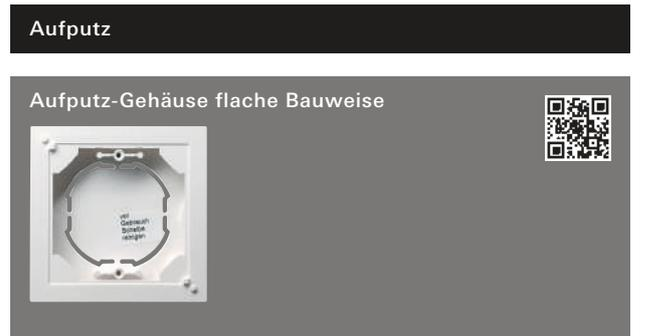 Aufputz
Aufputz-Gehäuse flache Bauweise
vor
Gebrauch
Scheibe
reinigen